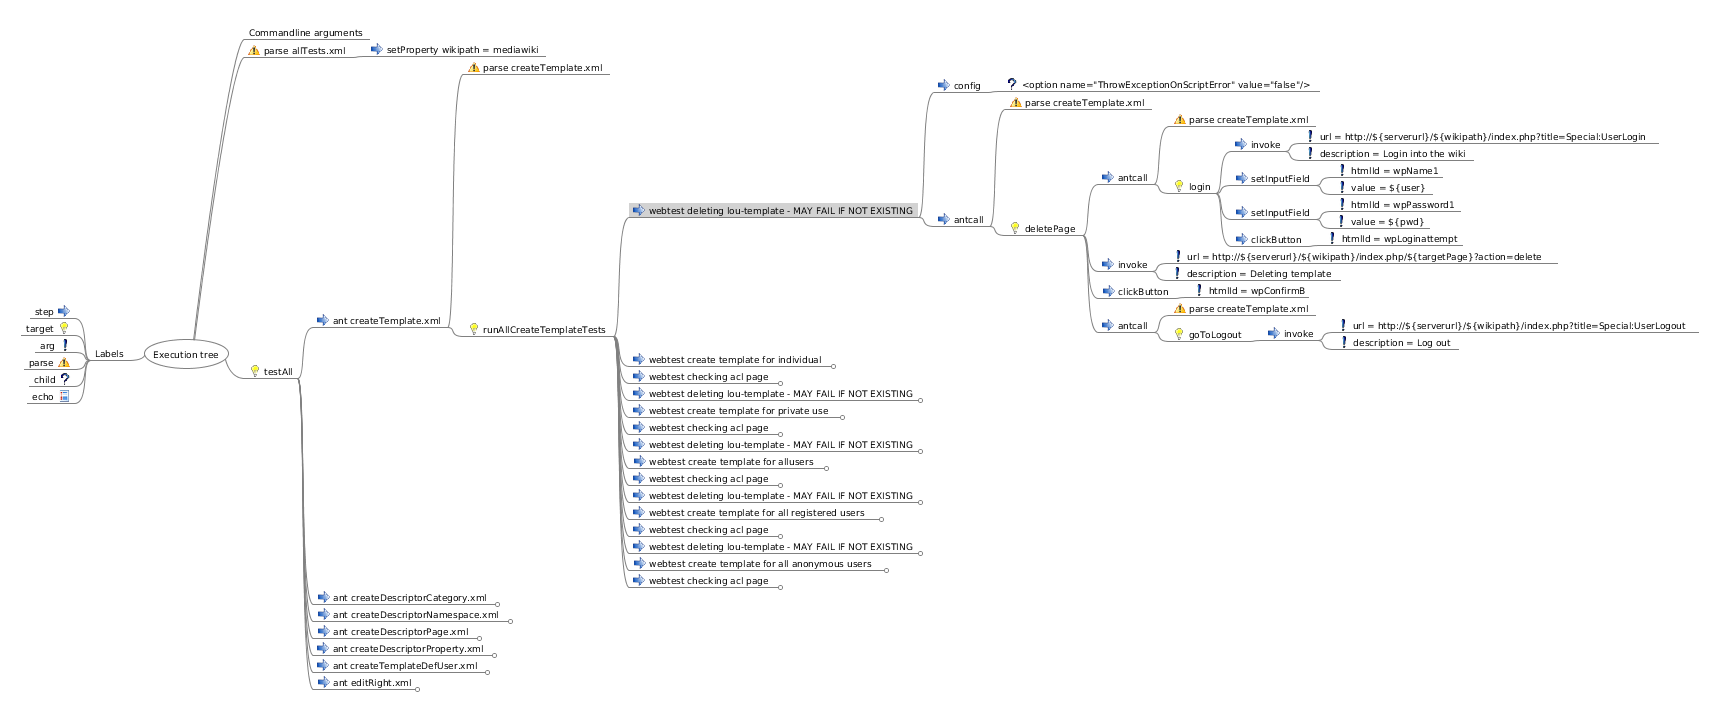 Commandline arguments
parse allTests.xml
setProperty wikipath = mediawiki
parse createTemplate.xml
config
<option name="ThrowExceptionOnScriptError" value="false"/>
parse createTemplate.xml
parse createTemplate.xml
url = http://${serverurl}/${wikipath}/index.php?title=Special:UserLogin
invoke
description = Login into the wiki
htmlId = wpName1
antcall
setInputField
login
value = ${user}
htmlId = wpPassword1
webtest deleting lou-template - MAY FAIL IF NOT EXISTING
setInputField
antcall
value = ${pwd}
deletePage
clickButton
htmlId = wpLoginattempt
url = http://${serverurl}/${wikipath}/index.php/${targetPage}?action=delete
invoke
description = Deleting template
clickButton
htmlId = wpConfirmB
parse createTemplate.xml
step
ant createTemplate.xml
antcall
url = http://${serverurl}/${wikipath}/index.php?title=Special:UserLogout
target
runAllCreateTemplateTests
goToLogout
invoke
arg
description = Log out
Labels
Execution tree
parse
webtest create template for individual
testAll
child
webtest checking acl page
echo
webtest deleting lou-template - MAY FAIL IF NOT EXISTING
webtest create template for private use
webtest checking acl page
webtest deleting lou-template - MAY FAIL IF NOT EXISTING
webtest create template for allusers
webtest checking acl page
webtest deleting lou-template - MAY FAIL IF NOT EXISTING
webtest create template for all registered users
webtest checking acl page
webtest deleting lou-template - MAY FAIL IF NOT EXISTING
webtest create template for all anonymous users
webtest checking acl page
ant createDescriptorCategory.xml
ant createDescriptorNamespace.xml
ant createDescriptorPage.xml
ant createDescriptorProperty.xml
ant createTemplateDefUser.xml
ant editRight.xml